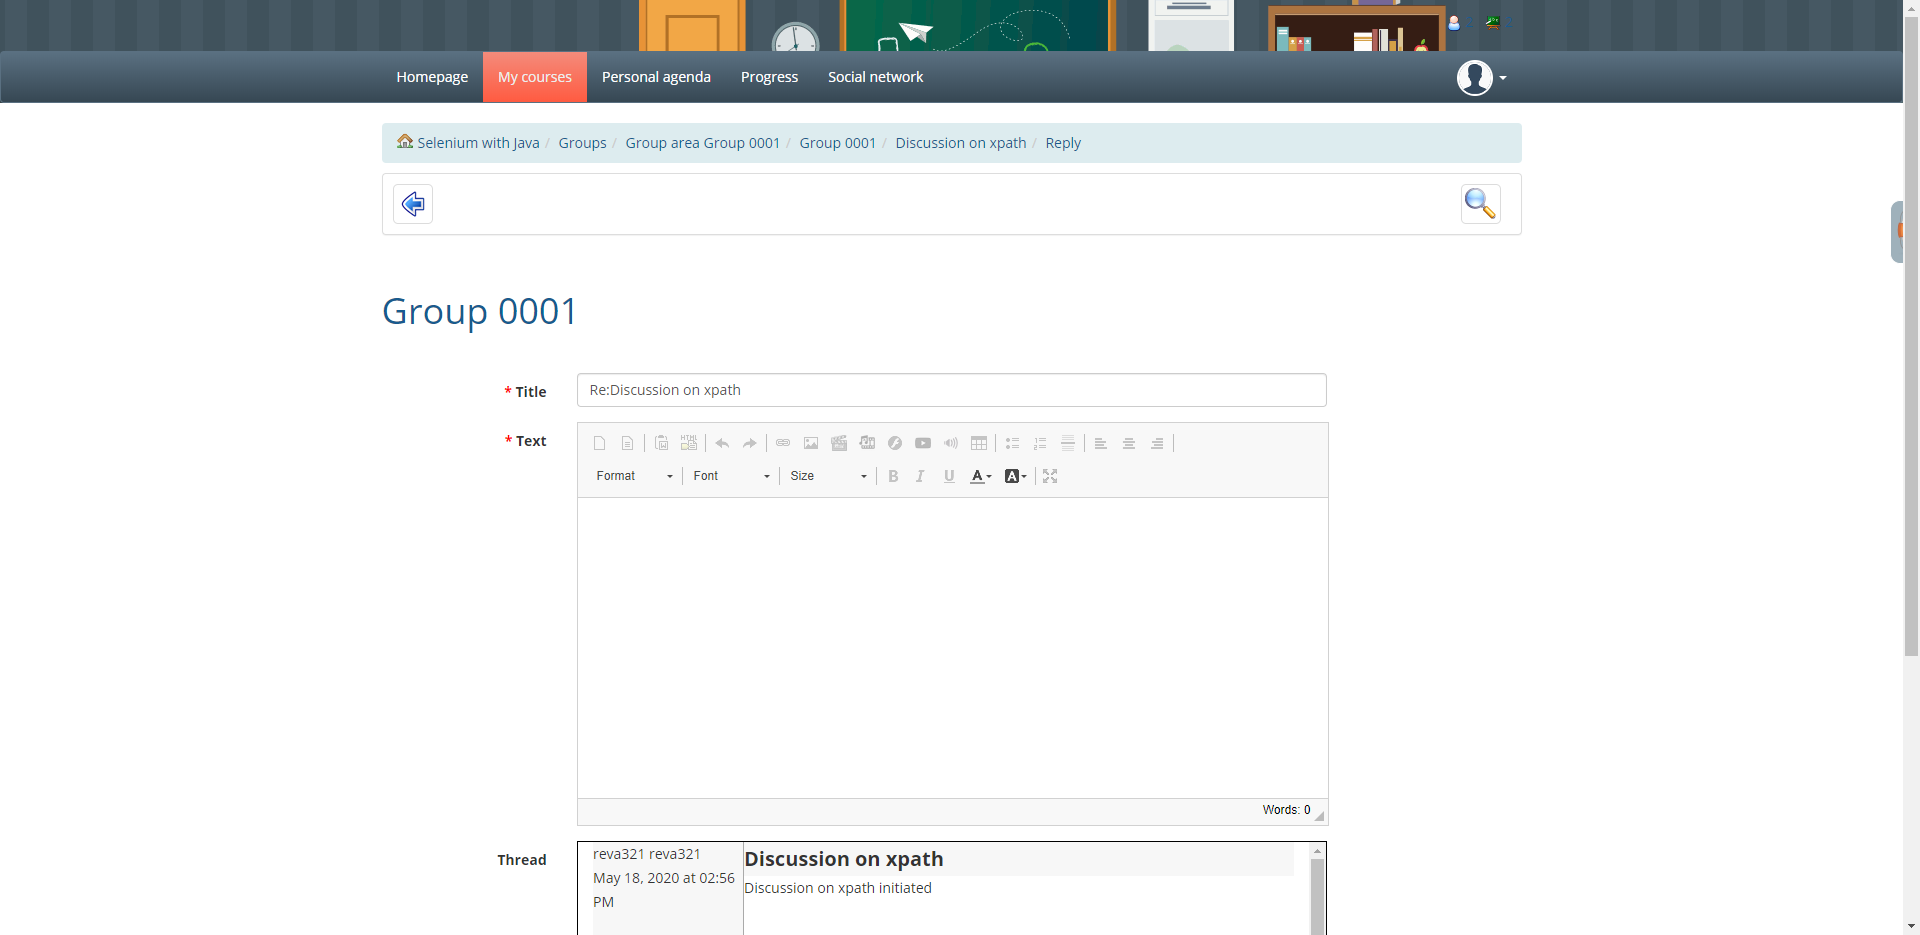 Homepage My courses Personal agenda Progress Social network
Selenium with Java / Groups / Group area Group 0001 / Group 0001 / Discussion on xpath / Reply
Group 0001
* Title Re:Discussion on xpath
* Text
Format Font Size B I U A A
Words: 0
Thread
reva321 reva321
May 18, 2020 at 02:56
PM
Discussion on xpath
Discussion on xpath initiated